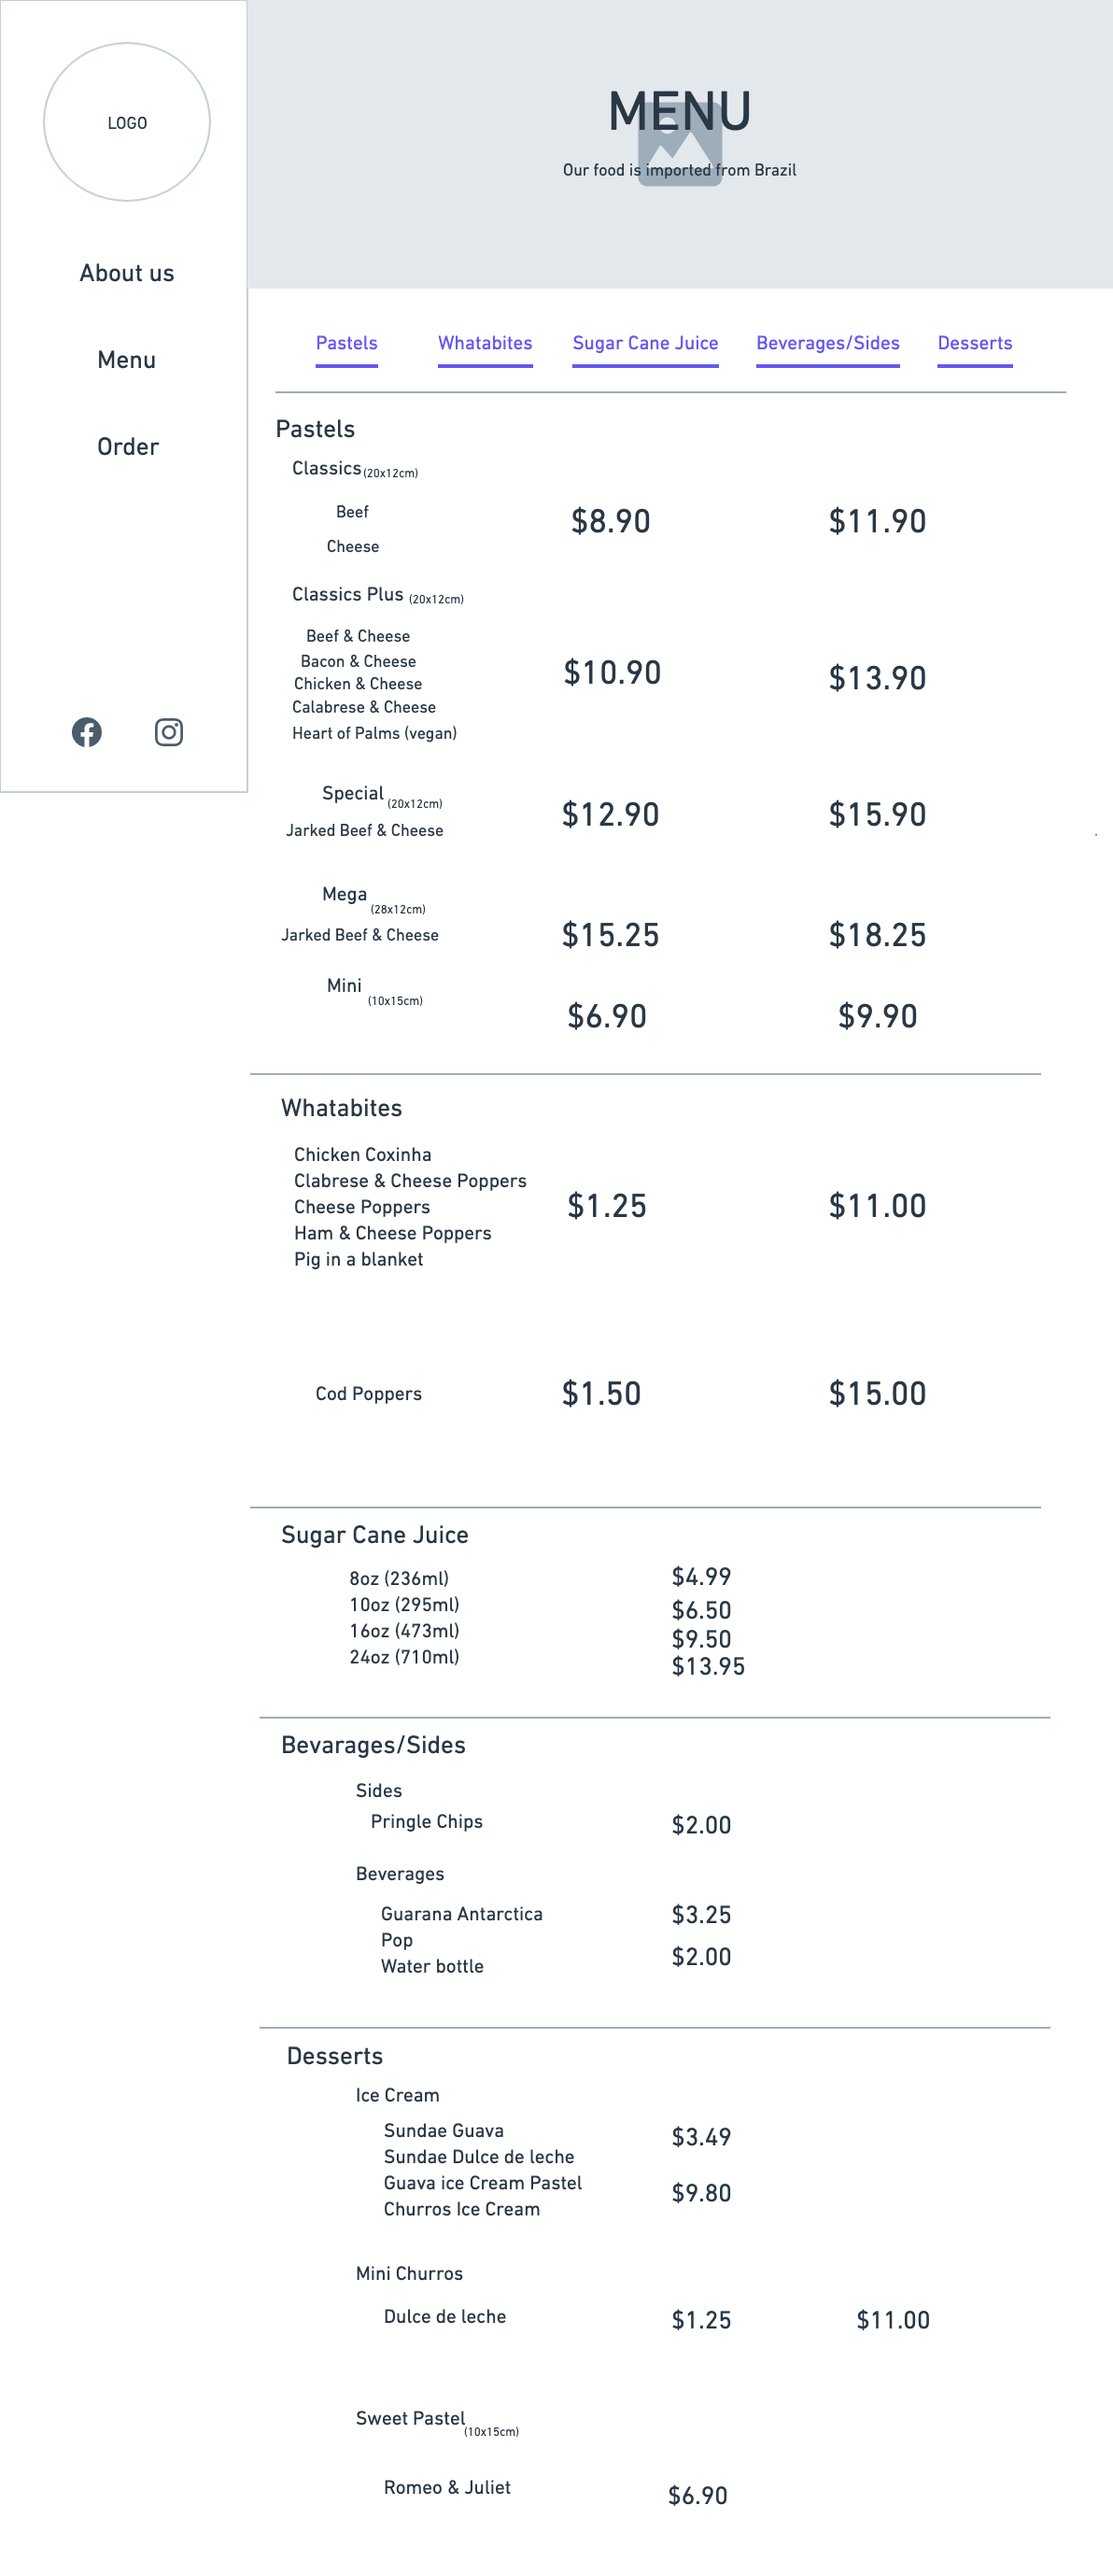 LOGO
About us
Menu
Order
MENU
Our food is imported from Brazil
Pastels Whatabites Sugar Cane Juice Beverages/Sides Desserts
Pastels
Classics (20x12cm)
Beef
$8.90 $11.90
Cheese
Classics Plus (20x12cm)
Beef & Cheese
Bacon & Cheese
$10.90 $13.90
Chicken & Cheese
Calabrese & Cheese
Heart of Palms (vegan)
Special (20x12cm)
$12.90 $15.90
Jarked Beef & Cheese
Mega (28x12cm)
Jarked Beef & Cheese $15.25 $18.25
Mini (10x15cm)
$6.90 $9.90
Whatabites
Chicken Coxinha
Clabrese & Cheese Poppers
Cheese Poppers $1.25 $11.00
Ham & Cheese Poppers
Pig in a blanket
Cod Poppers $1.50 $15.00
Sugar Cane Juice
8oz (236ml) $4.99
10oz (295ml) $6.50
16oz (473ml) $9.50
24oz (710ml) $13.95
Bevarages/Sides
Sides
Pringle Chips $2.00
Beverages
Guarana Antarctica $3.25
Pop
$2.00
Water bottle
Desserts
Ice Cream
Sundae Guava $3.49
Sundae Dulce de leche
Guava ice Cream Pastel $9.80
Churros Ice Cream
Mini Churros
Dulce de leche $1.25 $11.00
Sweet Pastel (10x15cm)
Romeo & Juliet $6.90